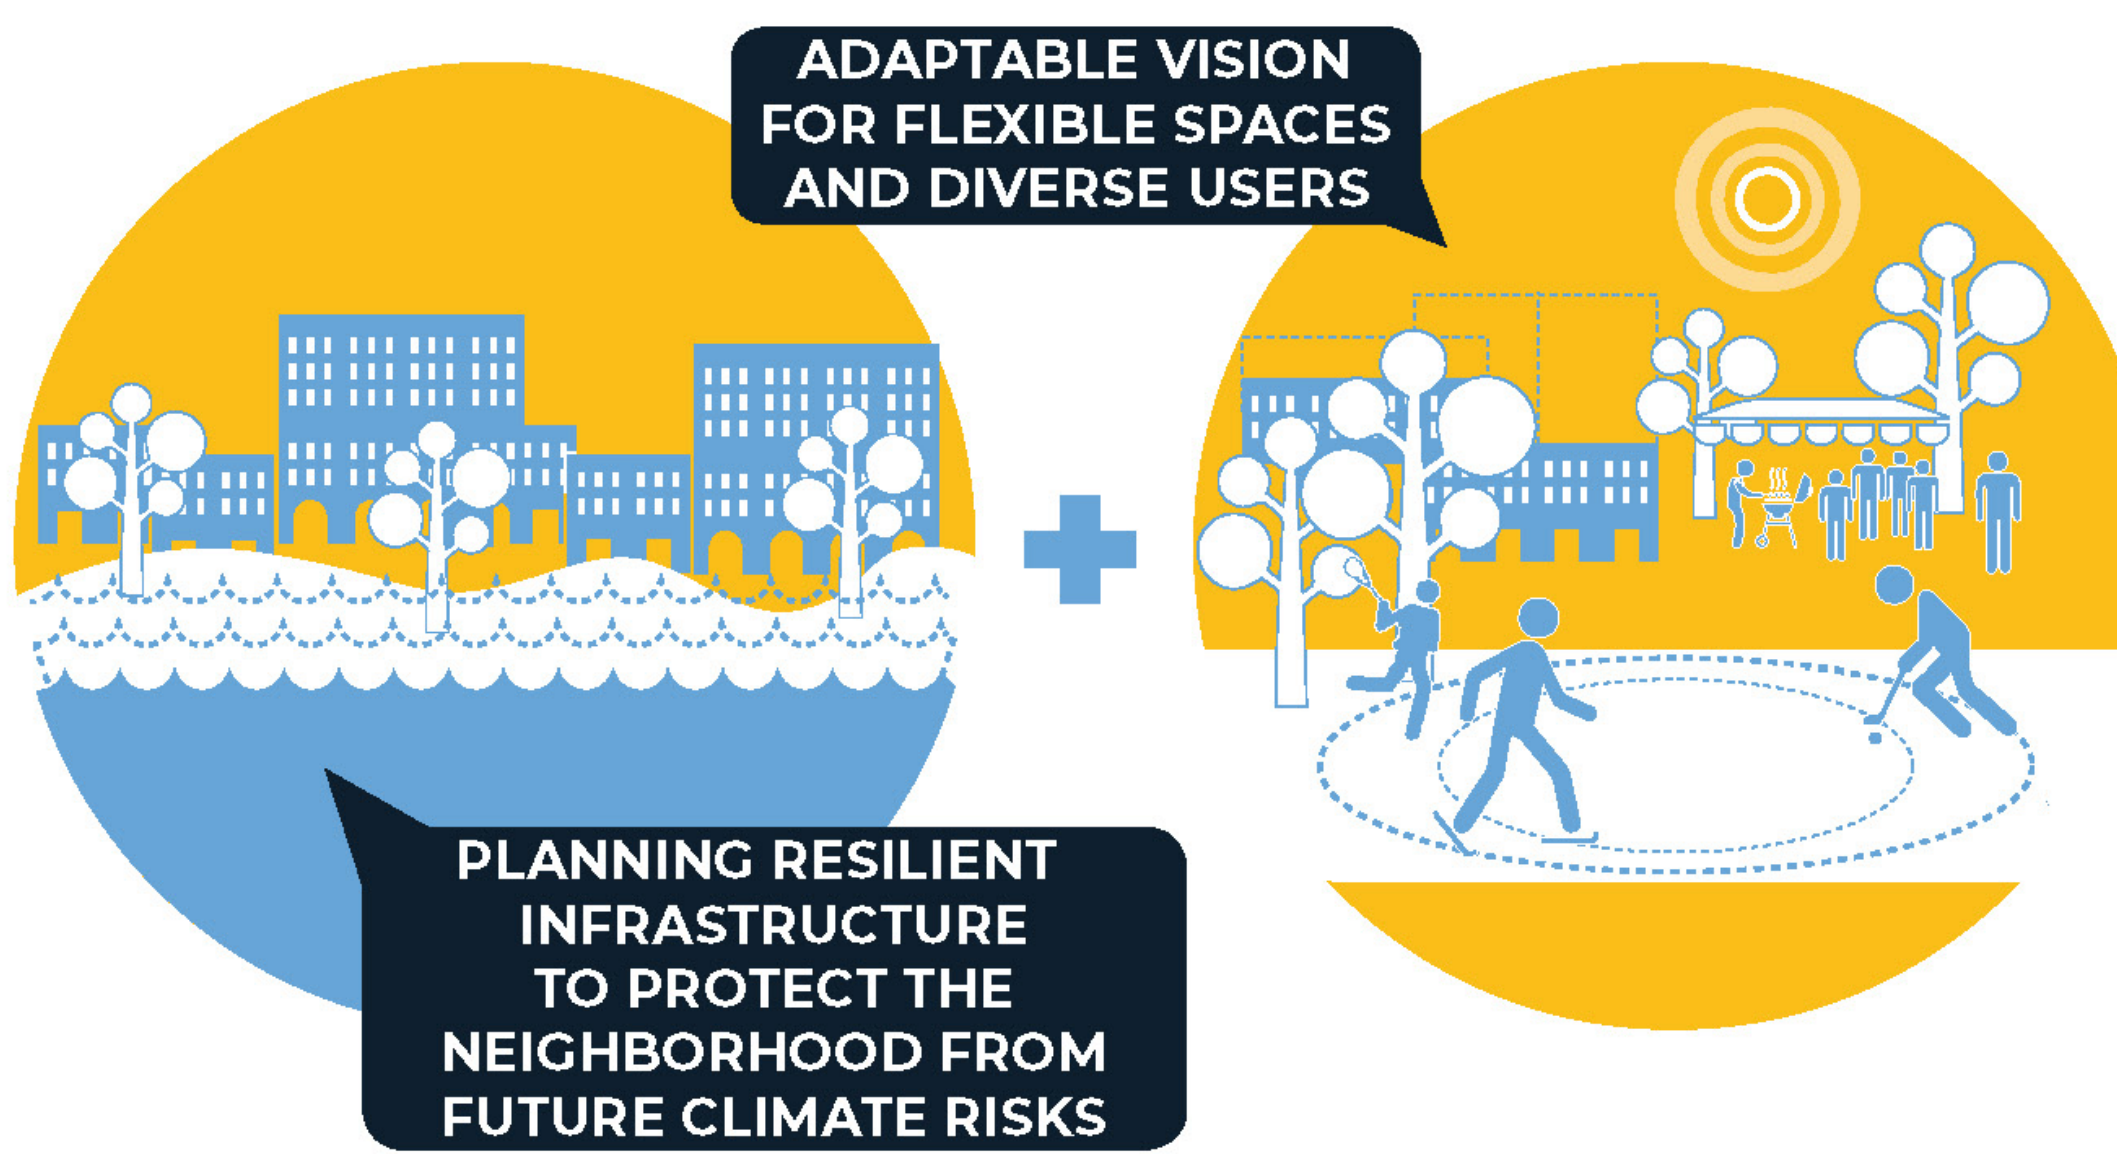 ADAPTABLE VISION
FOR FLEXIBLE SPACES
AND DIVERSE USERS
PLANNING RESILIENT
INFRASTRUCTURE
TO PROTECT THE
NEIGHBORHOOD FROM
FUTURE CLIMATE RISKS